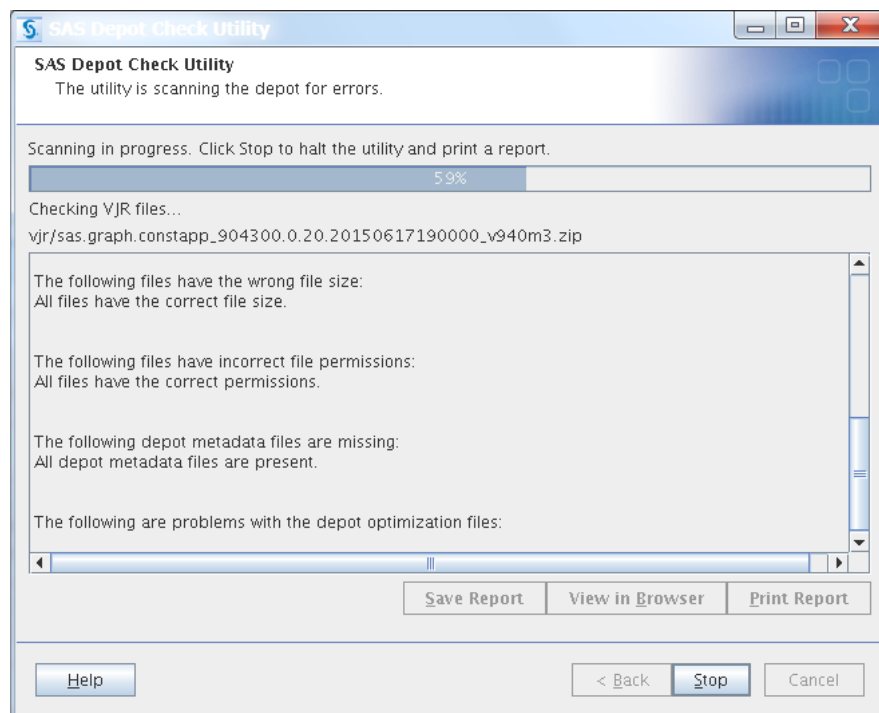 SAS Depot Check Utility
SAS Depot Check Utility
The utility is scanning the depot for errors.
Scanning in progress. Click Stop to halt the utility and print a report.
59%
Checking VJR files...
vjr/sas.graph.constapp_904300.0.20.20150617190000_v940m3.zip
The following files have the wrong file size:
All files have the correct file size.
The following files have incorrect file permissions:
All files have the correct permissions.
The following depot metadata files are missing:
All depot metadata files are present.
The following are problems with the depot optimization files:
Save Report View in Browser Print Report
Help < Back Stop Cancel